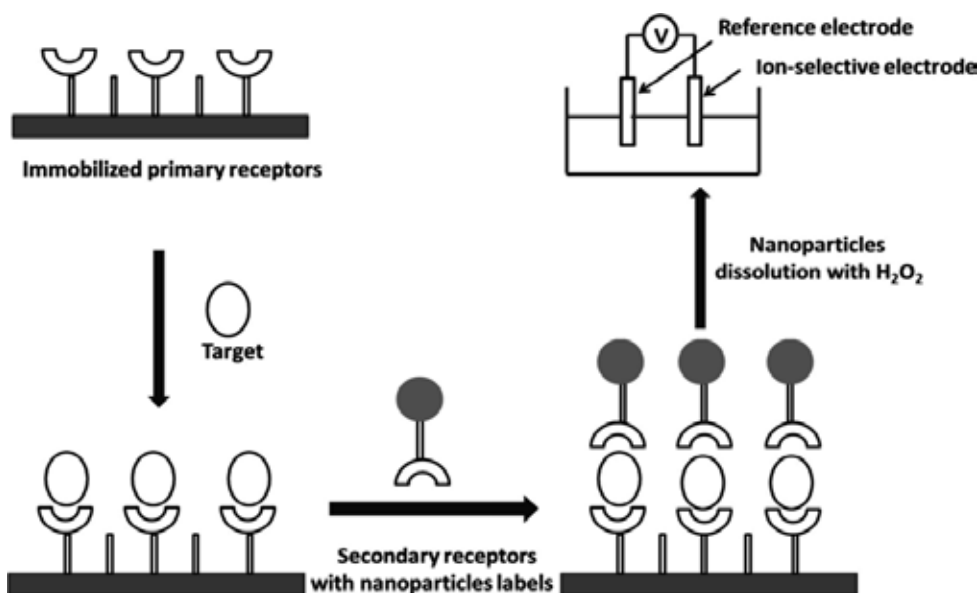 V
Reference electrode
Ion-selective electrode
Immobilized primary receptors
Target
Nanoparticles
dissolution with H₂O₂
Secondary receptors
with nanoparticles labels